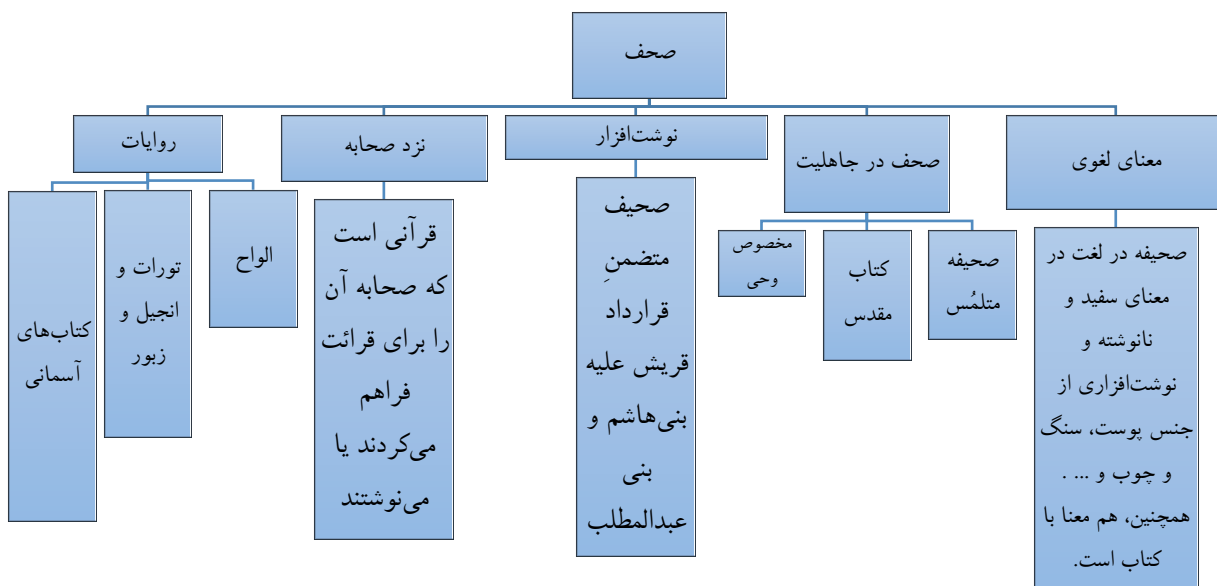 صحف
معنای لغوی
صحف در جاهلیت
نوشت‌افزار
نزد صحابه
روایات
صحیفه در لغت در
معنای سفید و
نانوشته و
نوشت‌افزاری از
جنس پوست، سنگ
و چوب و ... .
همچنین، هم معنا با
کتاب است.
صحیفه
متلمُس
کتاب
مقدس
مخصوص
وحی
صحیف
متضمنِ
قرارداد
قریش علیه
بنی‌هاشم و
بنی
عبدالمطلب
قرآنی است
که صحابه آن
را برای قرائت
فراهم
می‌کردند یا
می‌نوشتند
الواح
تورات و
انجیل و
زبور
کتاب‌های
آسمانی